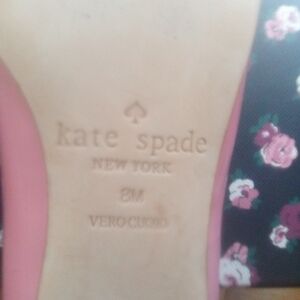 kate spade
NEW YORK
8M
VERO CUOIO